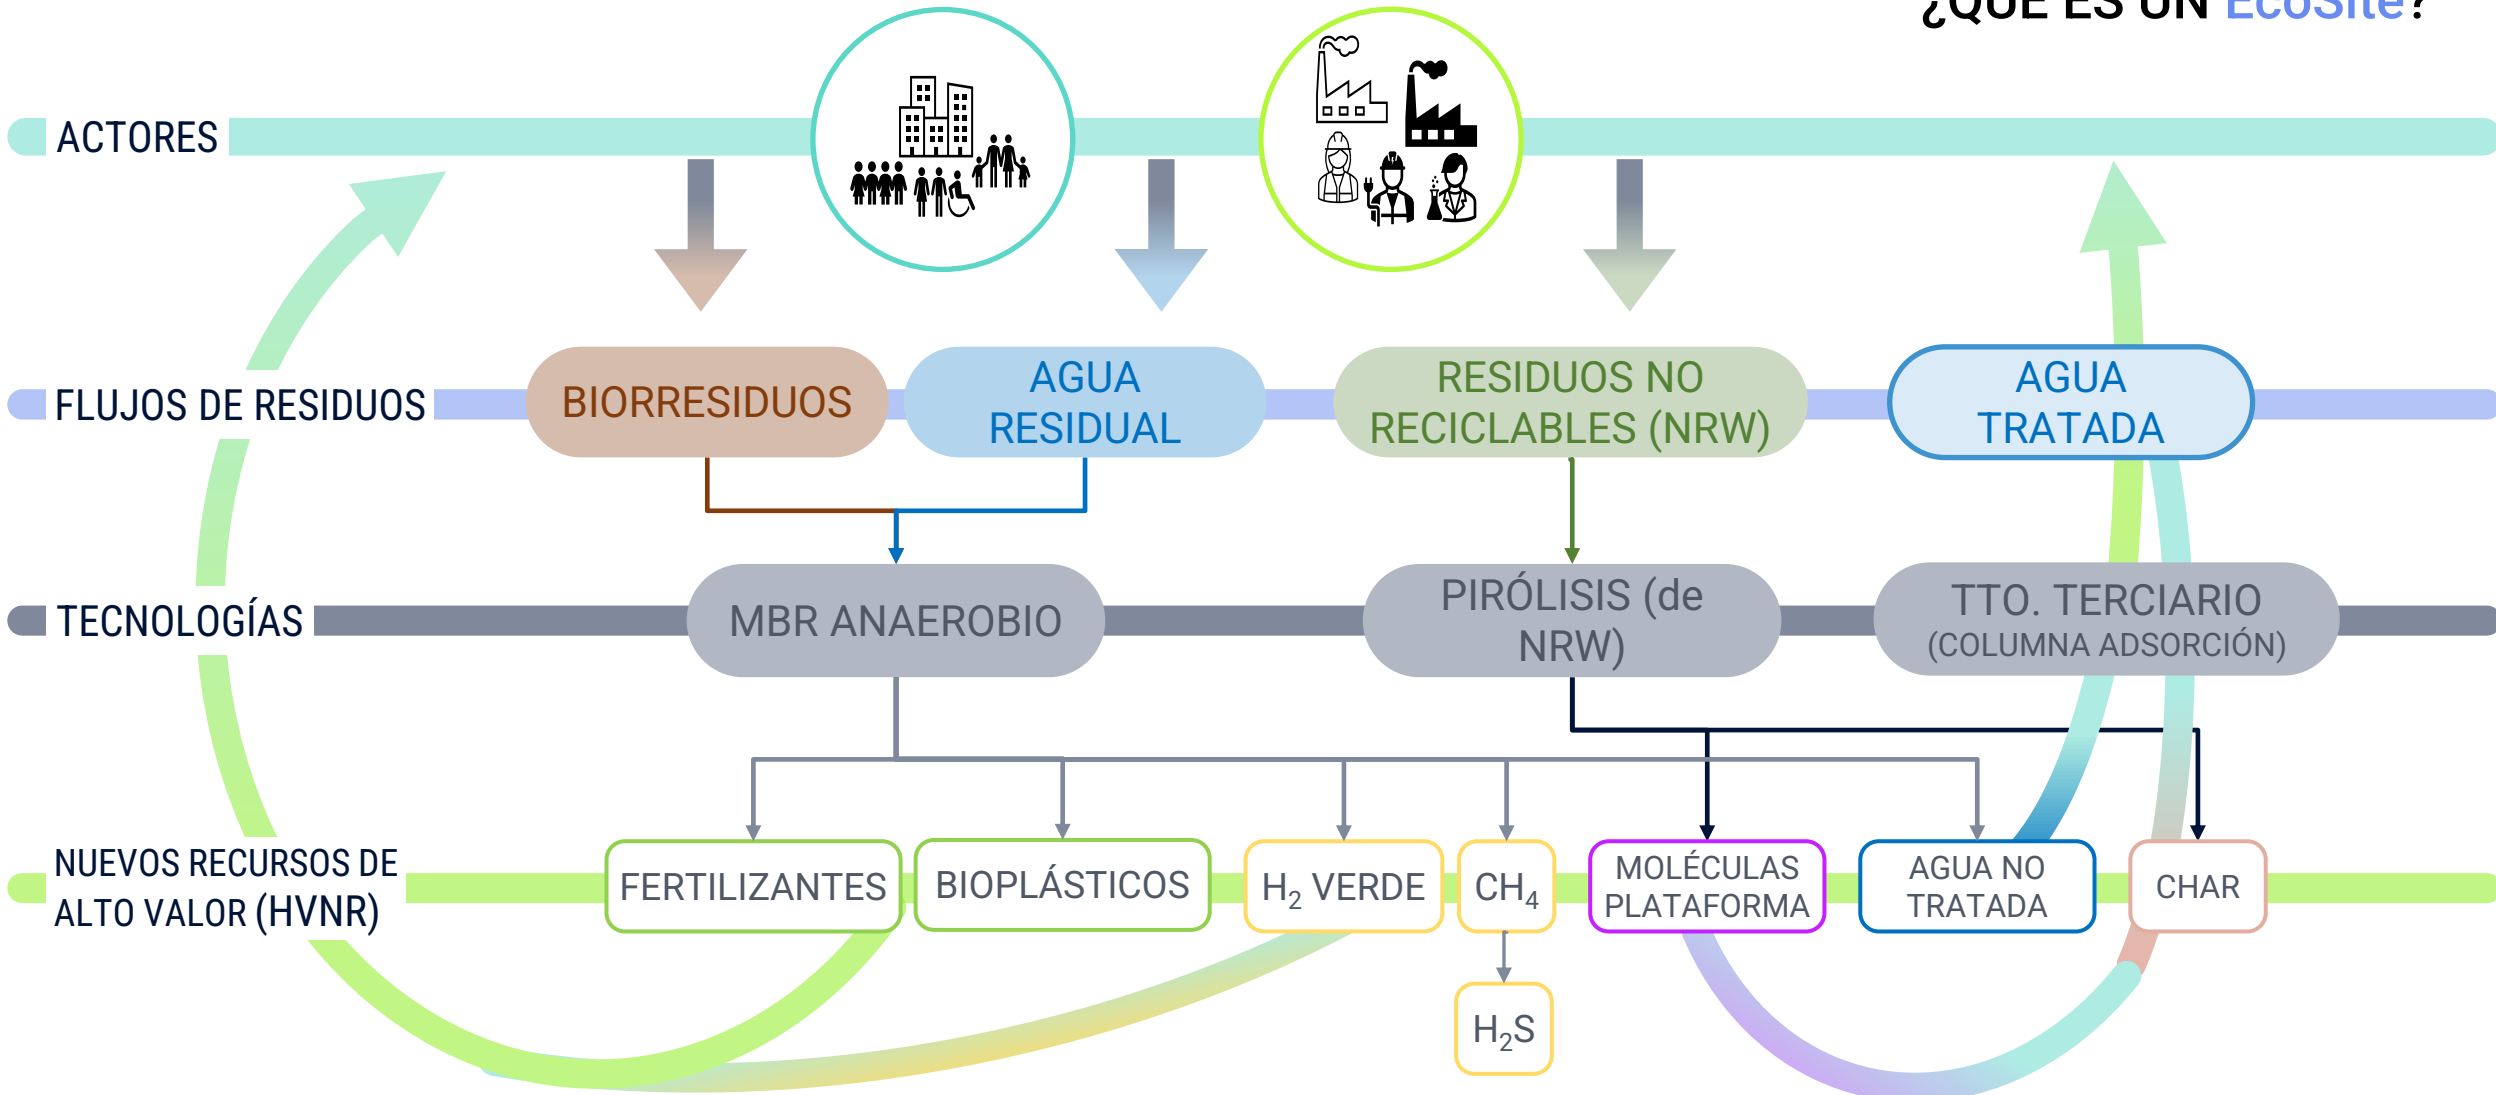 ¿QUÉ ES UN EcoSite?
ACTORES
FLUJOS DE RESIDUOS
BIORRESIDUOS
AGUA
RESIDUAL
RESIDUOS NO
RECICLABLES (NRW)
AGUA
TRATADA
TECNOLOGÍAS
MBR ANAEROBIO
PIRÓLISIS (de
NRW)
TTO. TERCIARIO
(COLUMNA ADSORCIÓN)
NUEVOS RECURSOS DE
ALTO VALOR (HVNR)
FERTILIZANTES
BIOPLÁSTICOS
H₂ VERDE
CH₄
MOLÉCULAS
PLATAFORMA
AGUA NO
TRATADA
CHAR
H₂S